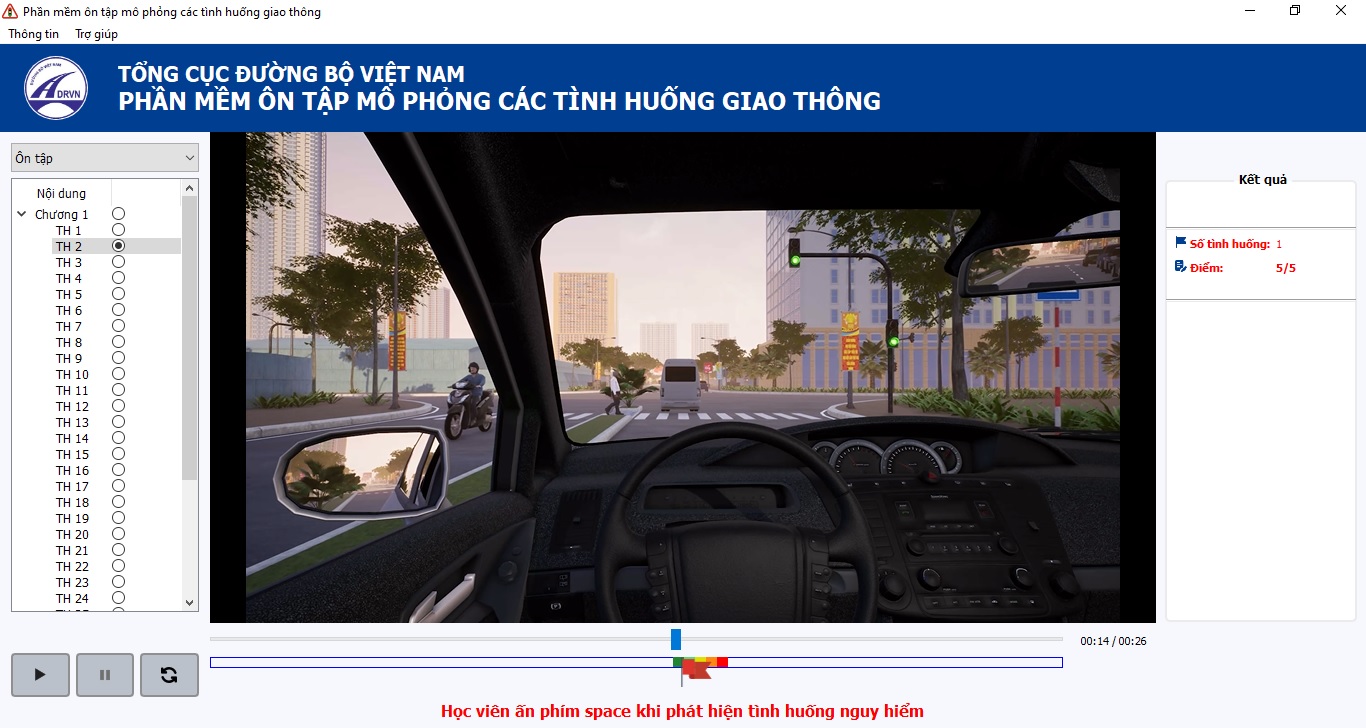 Phần mềm ôn tập mô phỏng các tình huống giao thông
Thông tin Trợ giúp
ĐƯỜNG BỘ VIỆT NAM
DRVN
TỔNG CỤC ĐƯỜNG BỘ VIỆT NAM
PHẦN MỀM ÔN TẬP MÔ PHỎNG CÁC TÌNH HUỐNG GIAO THÔNG
Ôn tập
Nội dung
Chương 1
TH 1
TH 2
TH 3
TH 4
TH 5
TH 6
TH 7
TH 8
TH 9
TH 10
TH 11
TH 12
TH 13
TH 14
TH 15
TH 16
TH 17
TH 18
TH 19
TH 20
TH 21
TH 22
TH 23
TH 24
Kết quả
Số tình huống: 1
Điểm: 5/5
00:14 / 00:26
Học viên ấn phím space khi phát hiện tình huống nguy hiểm